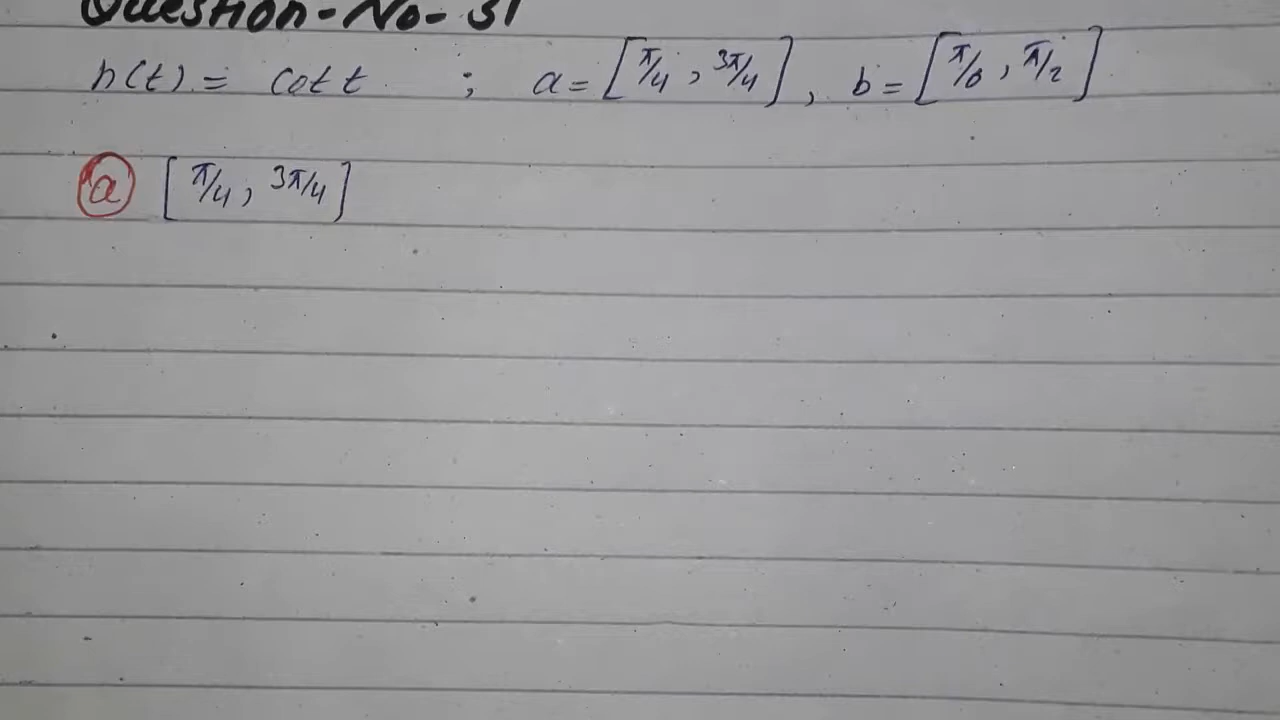 Question-No-31
h(t) = cot t ; a = [π/4, 3π/4], b = [π/6, π/2]
a [π/4, 3π/4]